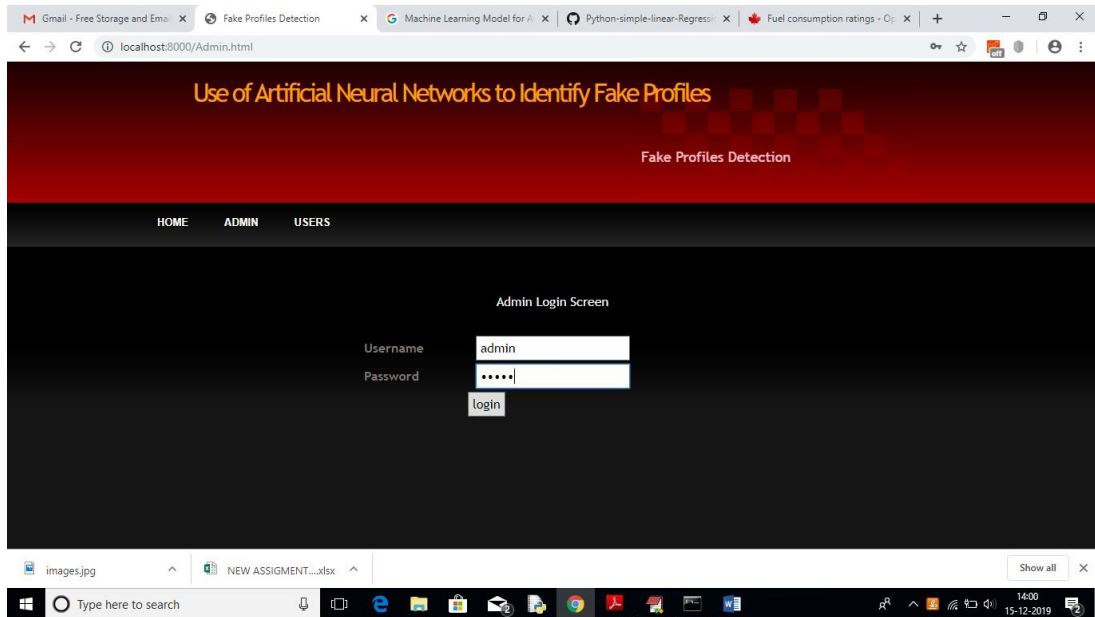 Gmail - Free Storage and Ema
Fake Profiles Detection
Machine Learning Model for A
Python-simple-linear-Regressi
Fuel consumption ratings - Op
localhost:8000/Admin.html
off
Use of Artificial Neural Networks to Identify Fake Profiles
Fake Profiles Detection
HOME
ADMIN
USERS
Admin Login Screen
Username
admin
Password
•••••
login
images.jpg
NEW ASSIGMENT....xlsx
Show all
Type here to search
14:00
15-12-2019
2